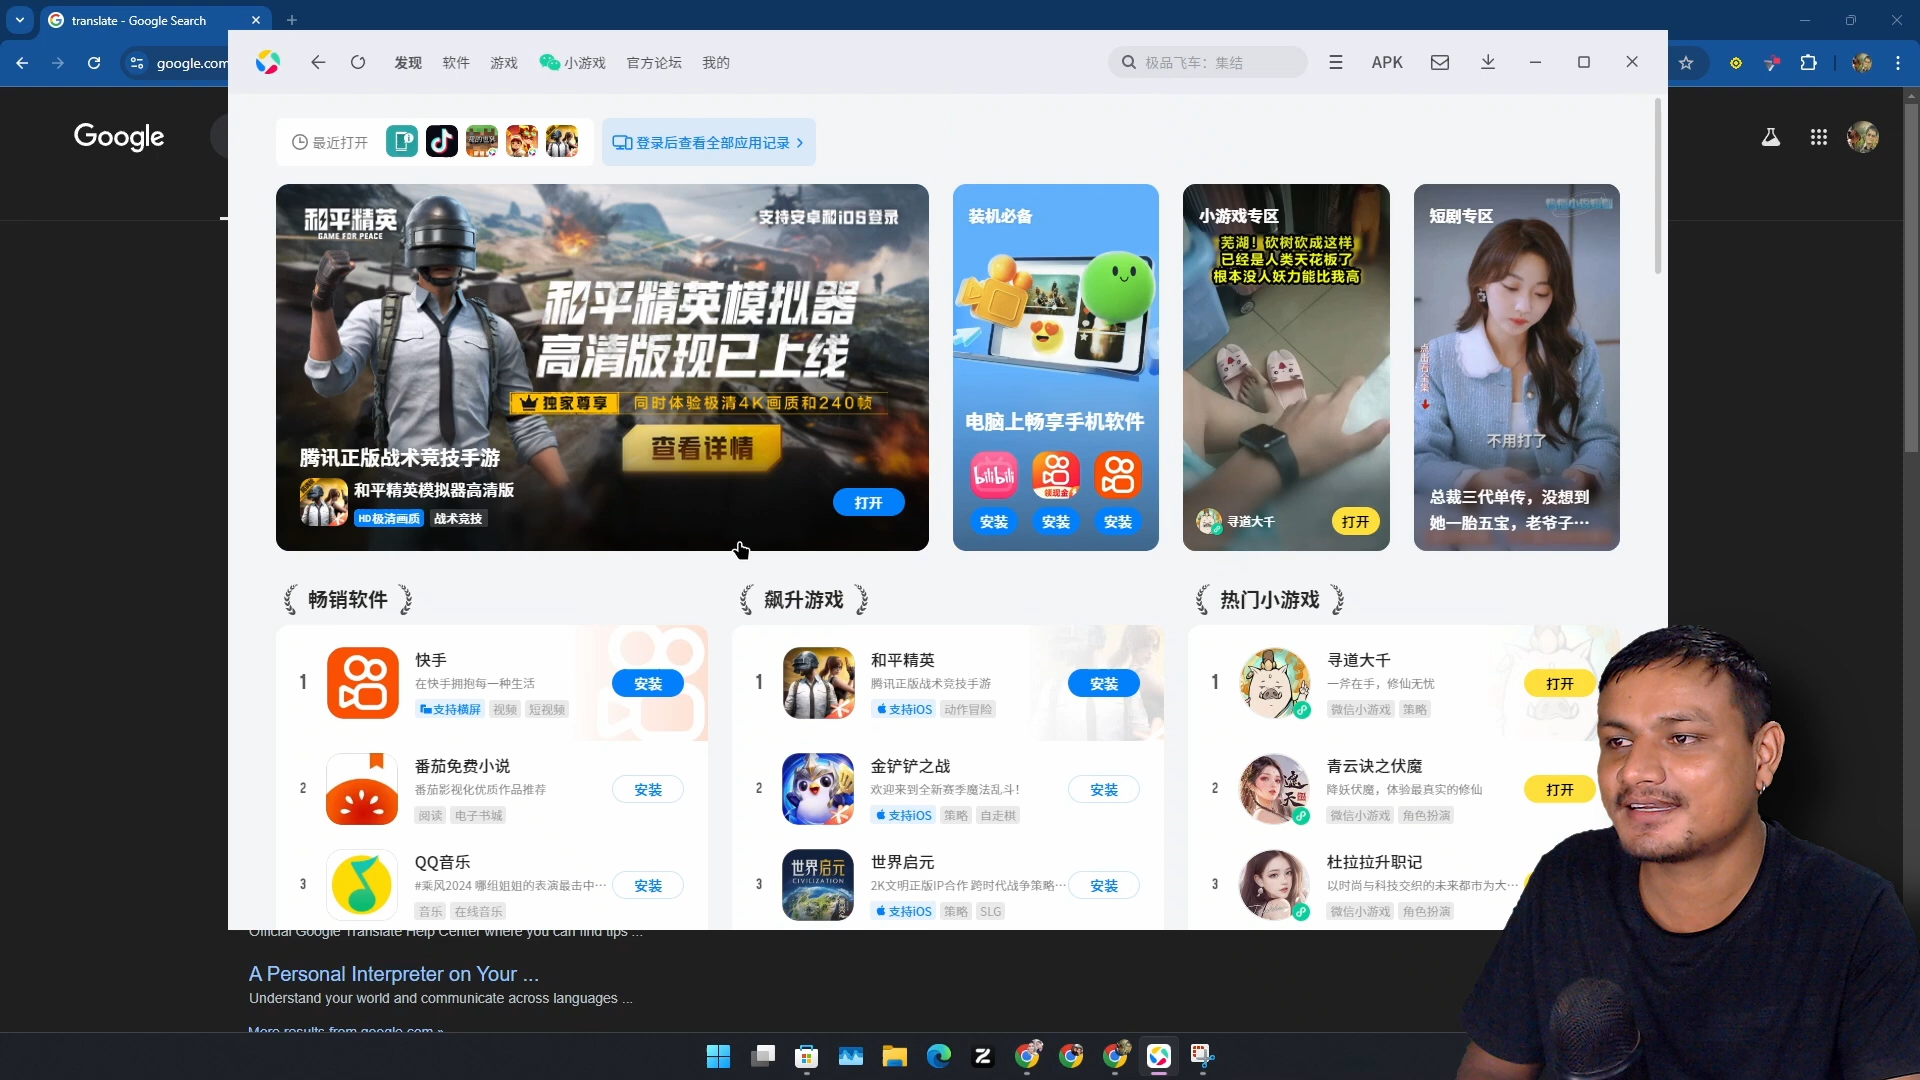 translate - Google Search
google.com
发现
软件
游戏
小游戏
官方论坛
我的
极品飞车：集结
APK
Google
最近打开
登录后查看全部应用记录
和平精英
GAME FOR PEACE
支持安卓和iOS登录
和平精英模拟器
高清版现已上线
独家尊享 同时体验极清4K画质和240帧
查看详情
腾讯正版战术竞技手游
和平精英模拟器高清版
HD极清画质 战术竞技
打开
装机必备
电脑上畅享手机软件
bilibili
领现金
安装 安装 安装
小游戏专区
芜湖！砍树砍成这样
已经是人类天花板了
根本没人妖力能比我高
寻道大千
打开
短剧专区
不用打了
总裁三代单传，没想到
她一胎五宝，老爷子…
畅销软件
1
快手
在快手拥抱每一种生活
支持横屏 视频 短视频
安装
2
番茄免费小说
番茄影视化优质作品推荐
阅读 电子书城
安装
3
QQ音乐
#乘风2024 哪组姐姐的表演最击中…
音乐 在线音乐
安装
飙升游戏
1
和平精英
腾讯正版战术竞技手游
支持iOS 动作冒险
安装
2
金铲铲之战
欢迎来到全新赛季魔法乱斗！
支持iOS 策略 自走棋
安装
3
世界启元
CIVILIZATION
世界启元
2K文明正版IP合作 跨时代战争策略…
支持iOS 策略 SLG
安装
热门小游戏
1
寻道大千
一斧在手，修仙无忧
微信小游戏 策略
打开
2
青云诀之伏魔
降妖伏魔，体验最真实的修仙
微信小游戏 角色扮演
打开
3
杜拉拉升职记
以时尚与科技交织的未来都市为大…
微信小游戏 角色扮演
Official Google Translate Help Center where you can find tips ...
A Personal Interpreter on Your ...
Understand your world and communicate across languages ...
More results from google.com »